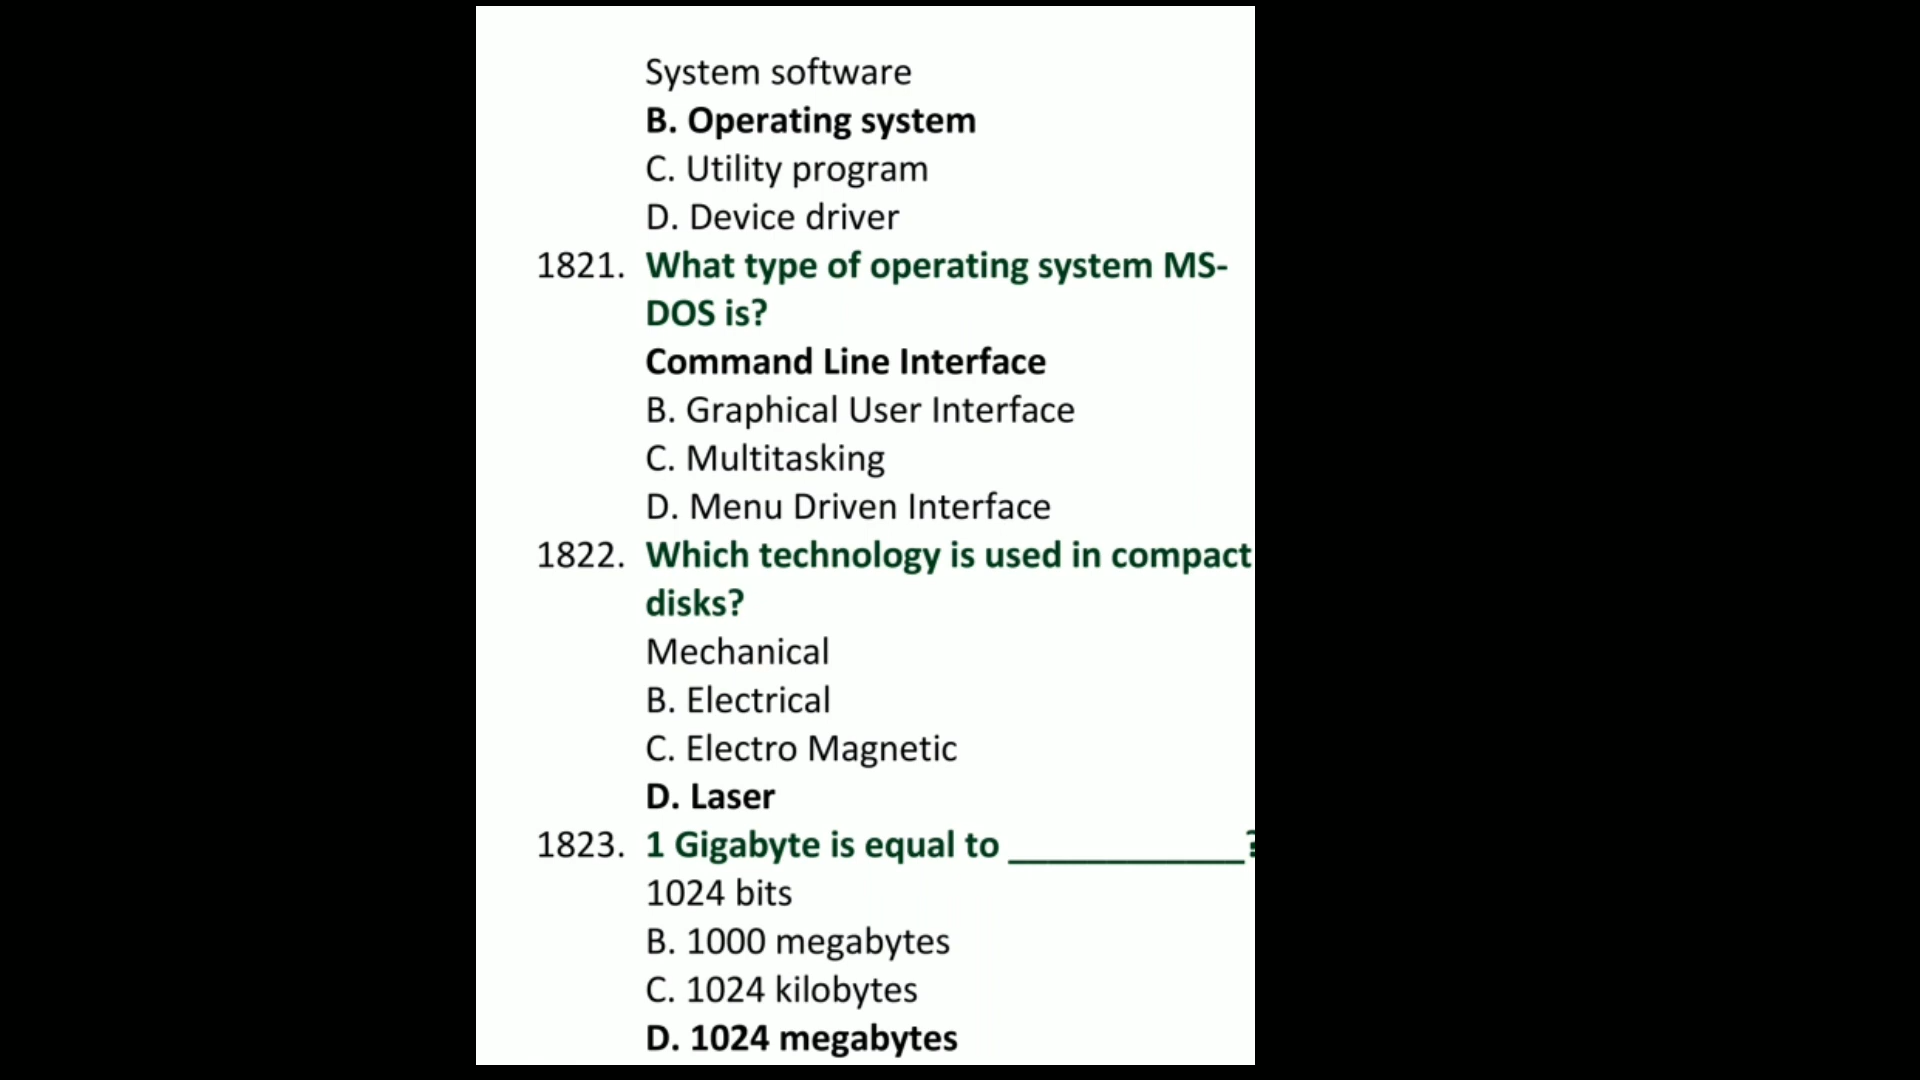 System software
B. Operating system
C. Utility program
D. Device driver
1821. What type of operating system MS-
DOS is?
Command Line Interface
B. Graphical User Interface
C. Multitasking
D. Menu Driven Interface
1822. Which technology is used in compact
disks?
Mechanical
B. Electrical
C. Electro Magnetic
D. Laser
1823. 1 Gigabyte is equal to ____________?
1024 bits
B. 1000 megabytes
C. 1024 kilobytes
D. 1024 megabytes